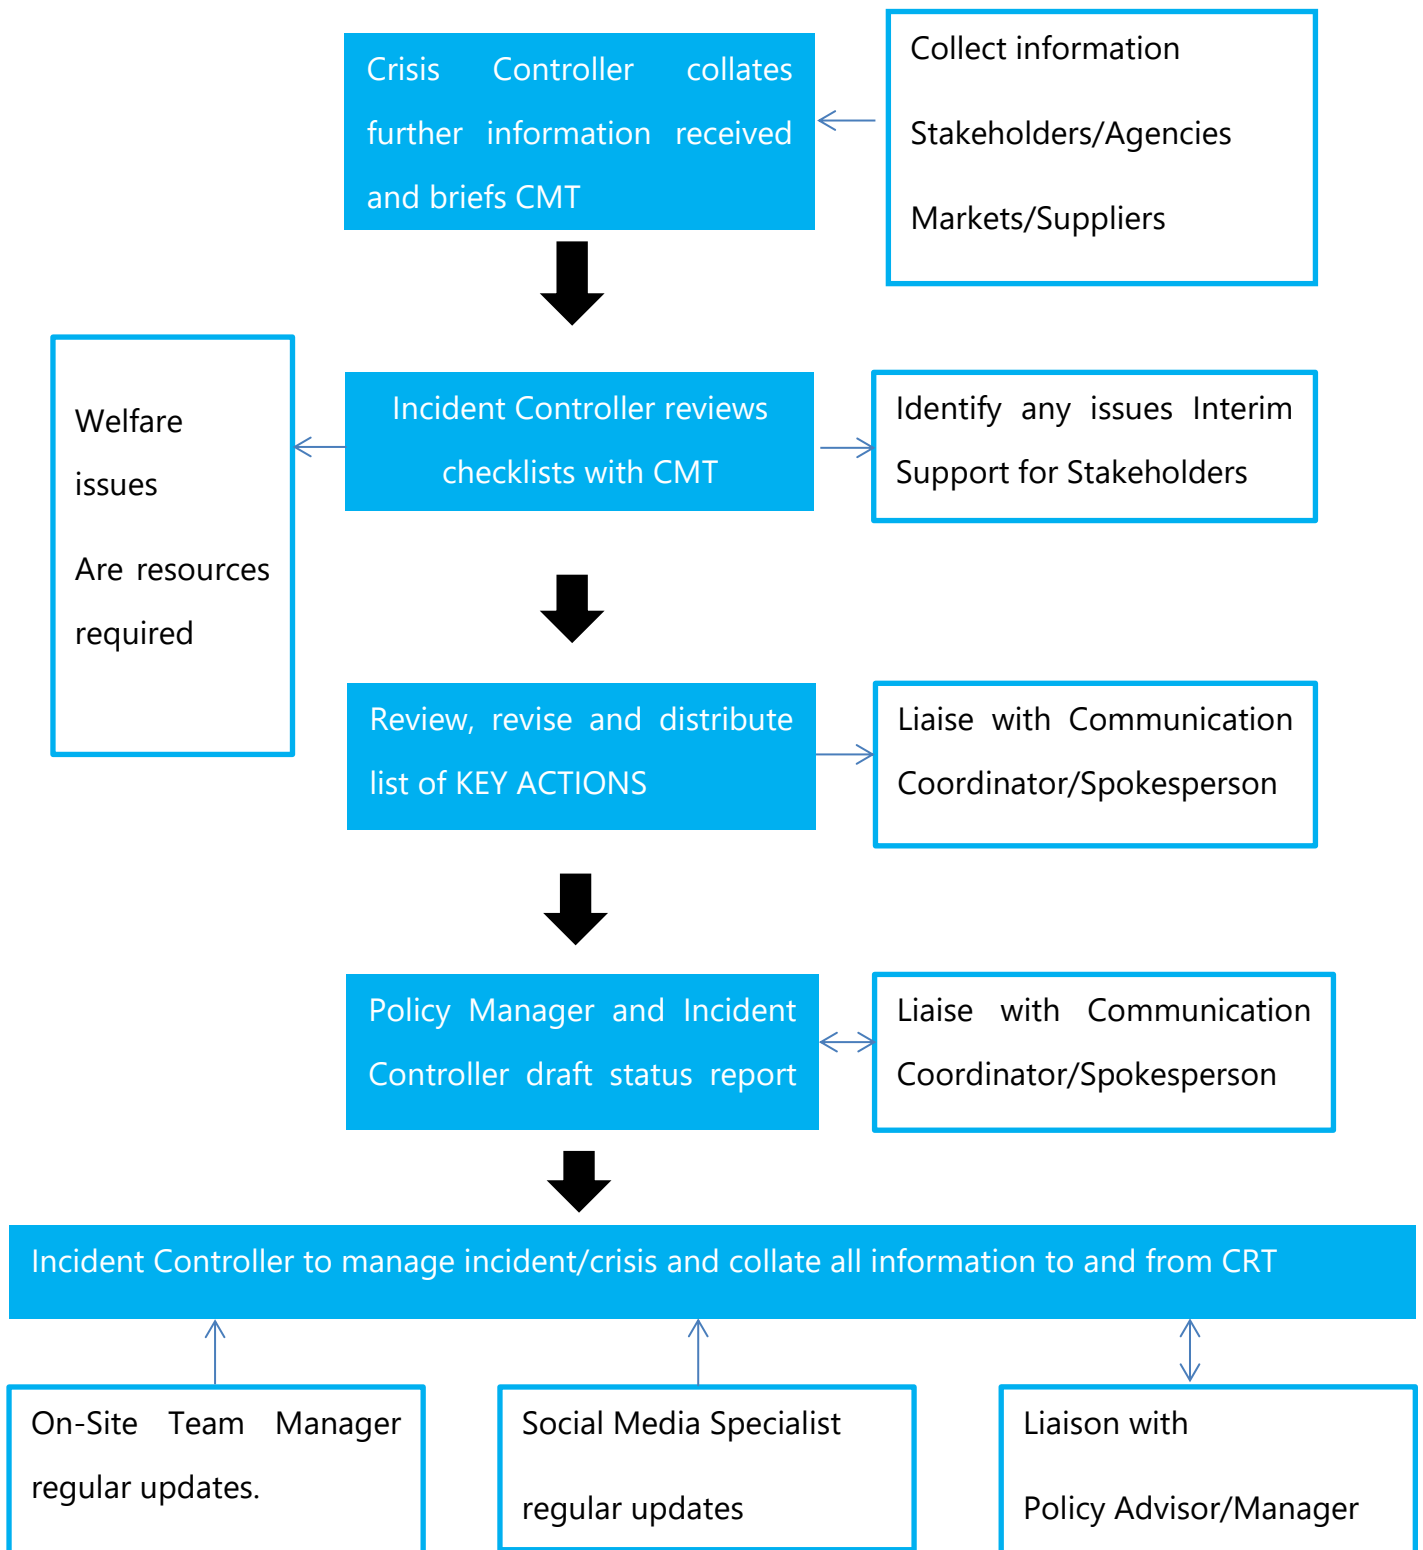 Crisis Controller collates
further information received
and briefs CMT
Collect information
Stakeholders/Agencies
Markets/Suppliers
Welfare
issues
Are resources
required
Incident Controller reviews
checklists with CMT
Identify any issues Interim
Support for Stakeholders
Review, revise and distribute
list of KEY ACTIONS
Liaise with Communication
Coordinator/Spokesperson
Policy Manager and Incident
Controller draft status report
Liaise with Communication
Coordinator/Spokesperson
Incident Controller to manage incident/crisis and collate all information to and from CRT
On-Site Team Manager
regular updates.
Social Media Specialist
regular updates
Liaison with
Policy Advisor/Manager